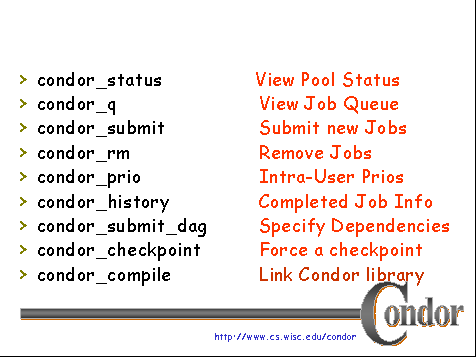 > condor_status View Pool Status
> condor_q View Job Queue
> condor_submit Submit new Jobs
> condor_rm Remove Jobs
> condor_prio Intra-User Prios
> condor_history Completed Job Info
> condor_submit_dag Specify Dependencies
> condor_checkpoint Force a checkpoint
> condor_compile Link Condor library
Condor
http://www.cs.wisc.edu/condor